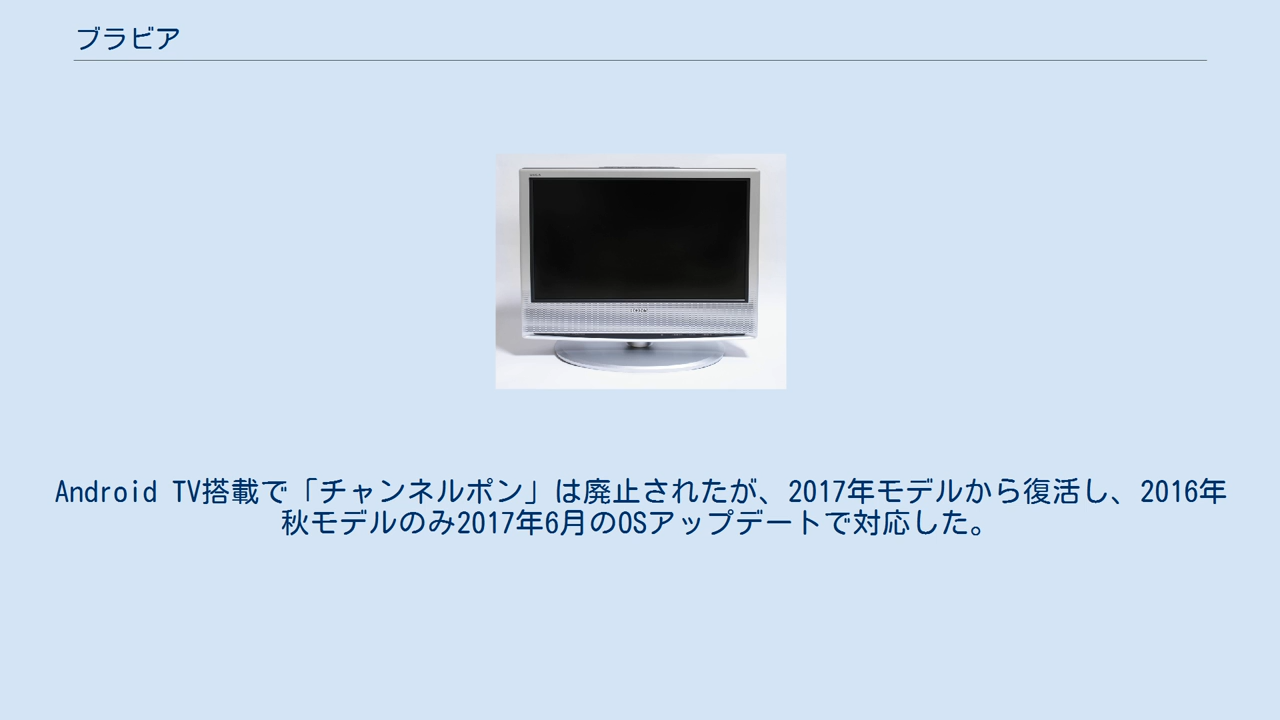 ブラビア
Android TV搭載で「チャンネルポン」は廃止されたが、2017年モデルから復活し、2016年
秋モデルのみ2017年6月のOSアップデートで対応した。